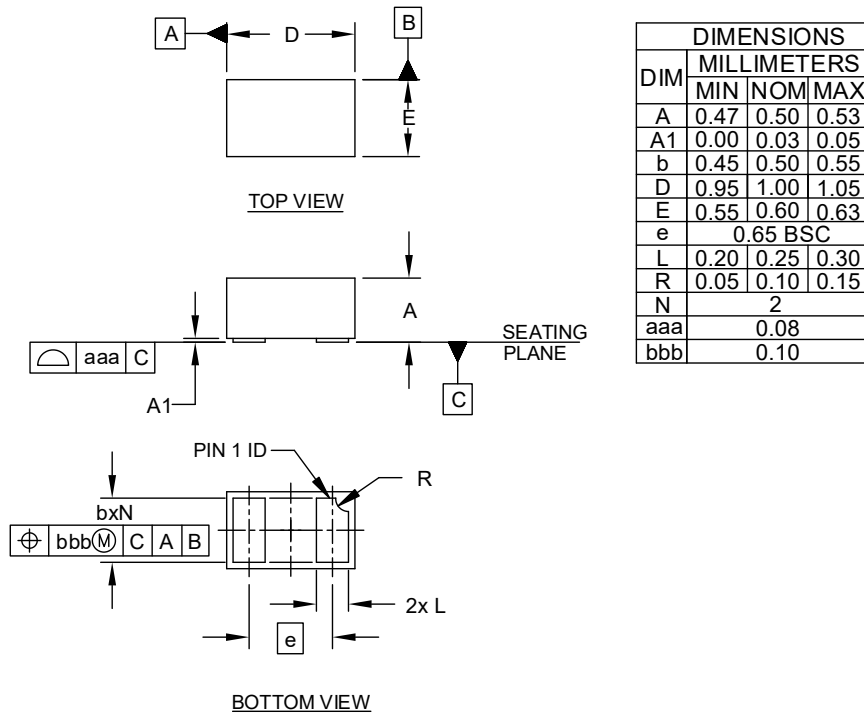 A
D
B
E
TOP VIEW
A
SEATING
PLANE
⌓ aaa C
A1
C
PIN 1 ID
R
bxN
⌖ bbbⓂ C A B
2x L
e
BOTTOM VIEW
DIMENSIONS
DIM MILLIMETERS
MIN NOM MAX
A 0.47 0.50 0.53
A1 0.00 0.03 0.05
b 0.45 0.50 0.55
D 0.95 1.00 1.05
E 0.55 0.60 0.63
e 0.65 BSC
L 0.20 0.25 0.30
R 0.05 0.10 0.15
N 2
aaa 0.08
bbb 0.10